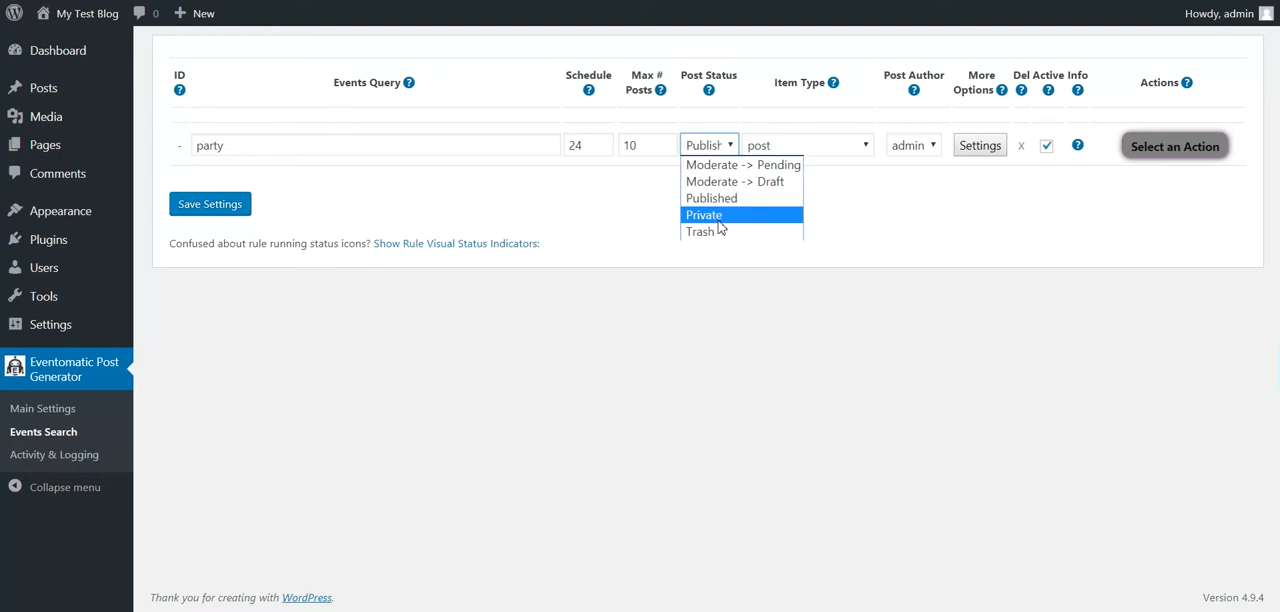 My Test Blog 0 New Howdy, admin
Dashboard
Posts
Media
Pages
Comments
Appearance
Plugins
Users
Tools
Settings
Eventomatic Post
Generator
Main Settings
Events Search
Activity & Logging
Collapse menu
ID Events Query Schedule Max # Posts Post Status Item Type Post Author More Options Del Active Info Actions
- party 24 10 Publish post admin Settings X Select an Action
Moderate -> Pending
Moderate -> Draft
Published
Private
Trash
Save Settings
Confused about rule running status icons? Show Rule Visual Status Indicators:
Thank you for creating with WordPress. Version 4.9.4